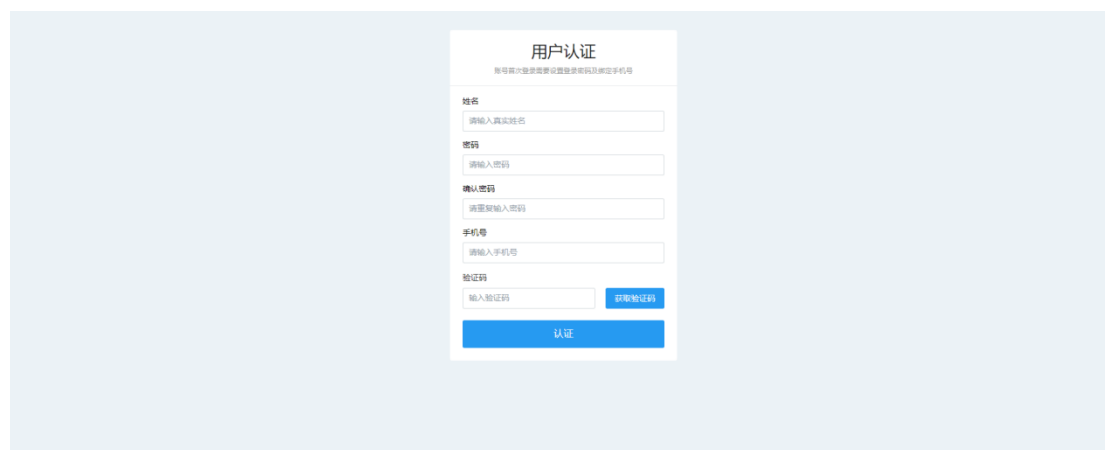 用户认证
账号首次登录需要设置登录密码及绑定手机号
姓名
请输入真实姓名
密码
请输入密码
确认密码
请重复输入密码
手机号
请输入手机号
验证码
输入验证码 获取验证码
认证